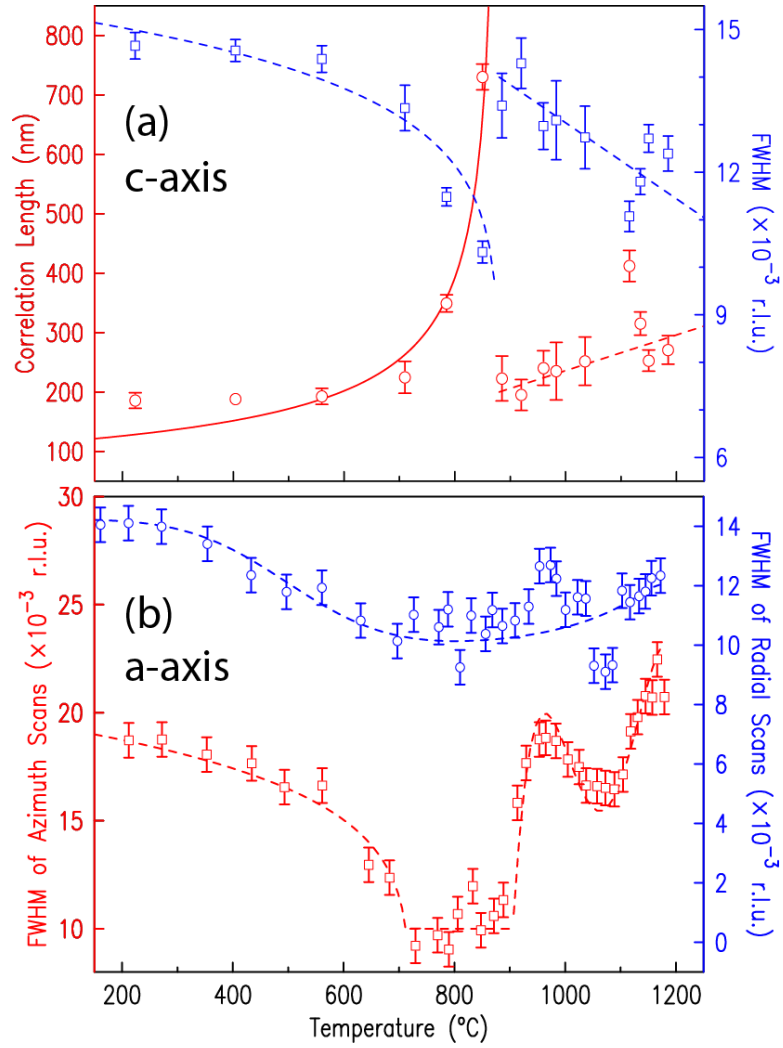 800
700
600
500
400
300
200
100
Correlation Length (nm)
(a)
c-axis
15
12
9
6
FWHM (×10⁻³ r.l.u.)
30
25
20
15
10
FWHM of Azimuth Scans (×10⁻³ r.l.u.)
(b)
a-axis
14
12
10
8
6
4
2
0
FWHM of Radial Scans (×10⁻³ r.l.u.)
200 400 600 800 1000 1200
Temperature (ºC)